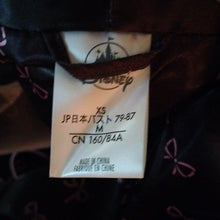 Disney
XS
JP日本バスト 79-87
M
CN 160/84A
MADE IN CHINA
FABRIQUÉ EN CHINE